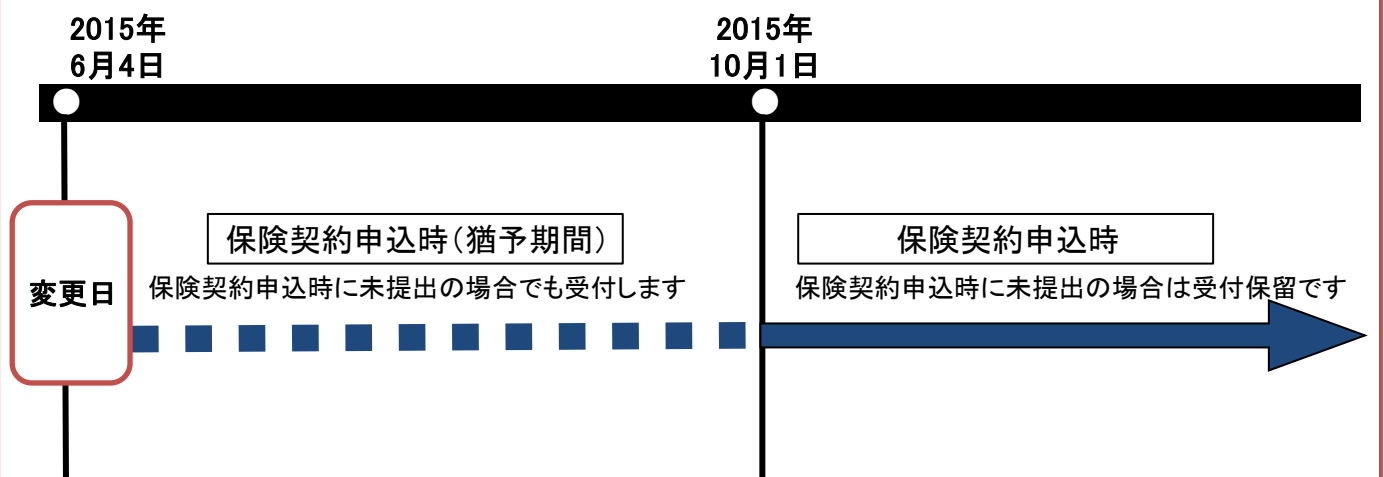 2015年
6月4日
2015年
10月1日
変更日
保険契約申込時(猶予期間)
保険契約申込時に未提出の場合でも受付します
保険契約申込時
保険契約申込時に未提出の場合は受付保留です